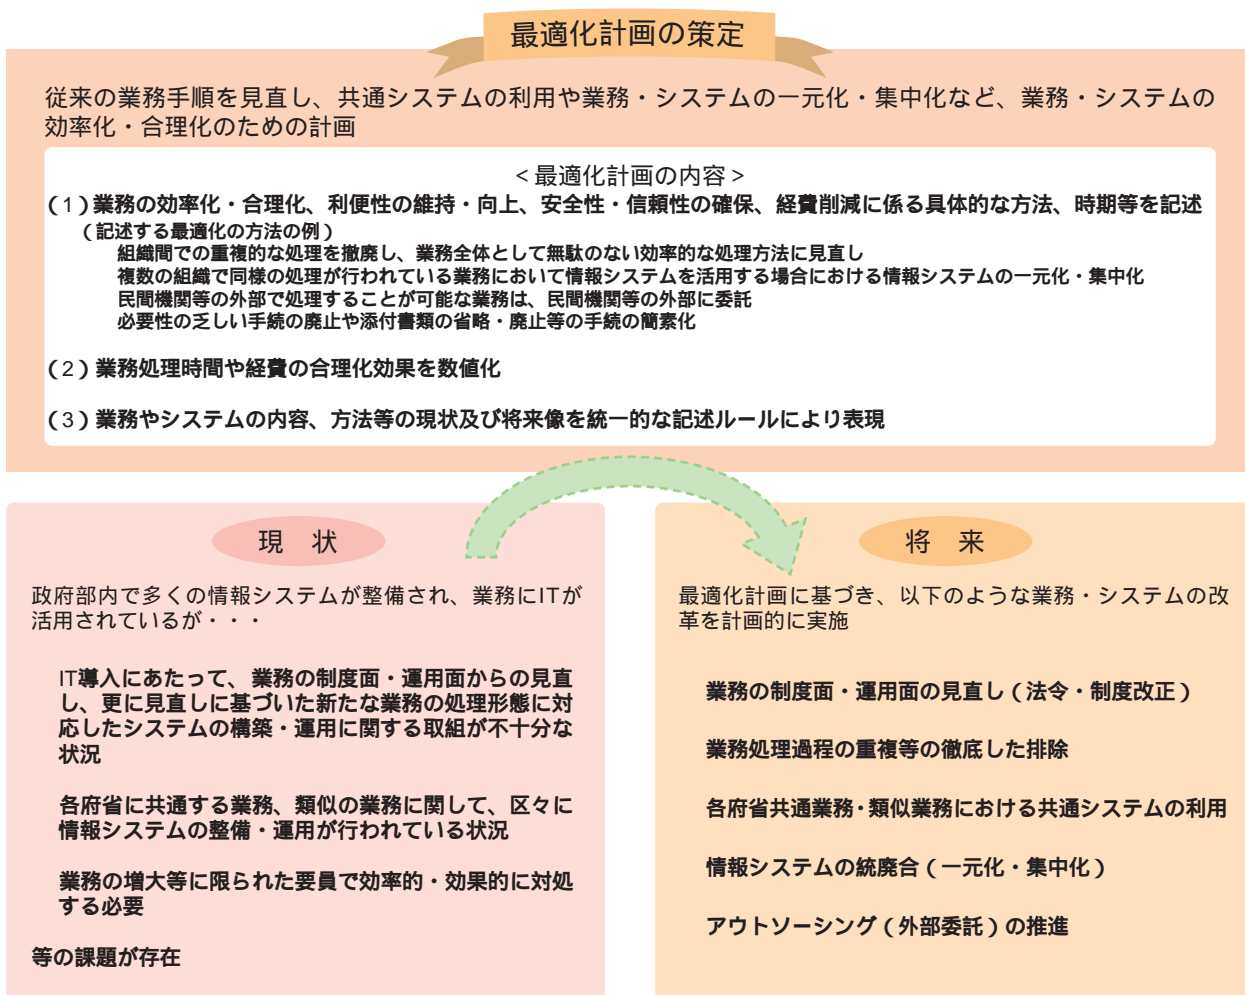 最適化計画の策定
従来の業務手順を見直し、共通システムの利用や業務・システムの一元化・集中化など、業務・システムの
効率化・合理化のための計画
<最適化計画の内容>
(1)業務の効率化・合理化、利便性の維持・向上、安全性・信頼性の確保、経費削減に係る具体的な方法、時期等を記述
(記述する最適化の方法の例)
組織間での重複的な処理を撤廃し、業務全体として無駄のない効率的な処理方法に見直し
複数の組織で同様の処理が行われている業務において情報システムを活用する場合における情報システムの一元化・集中化
民間機関等の外部で処理することが可能な業務は、民間機関等の外部に委託
必要性の乏しい手続の廃止や添付書類の省略・廃止等の手続の簡素化
(2)業務処理時間や経費の合理化効果を数値化
(3)業務やシステムの内容、方法等の現状及び将来像を統一的な記述ルールにより表現
現 状
政府部内で多くの情報システムが整備され、業務にITが
活用されているが・・・
IT導入にあたって、業務の制度面・運用面からの見直
し、更に見直しに基づいた新たな業務の処理形態に対
応したシステムの構築・運用に関する取組が不十分な
状況
各府省に共通する業務、類似の業務に関して、区々に
情報システムの整備・運用が行われている状況
業務の増大等に限られた要員で効率的・効果的に対処
する必要
等の課題が存在
将 来
最適化計画に基づき、以下のような業務・システムの改
革を計画的に実施
業務の制度面・運用面の見直し(法令・制度改正)
業務処理過程の重複等の徹底した排除
各府省共通業務・類似業務における共通システムの利用
情報システムの統廃合(一元化・集中化)
アウトソーシング(外部委託)の推進